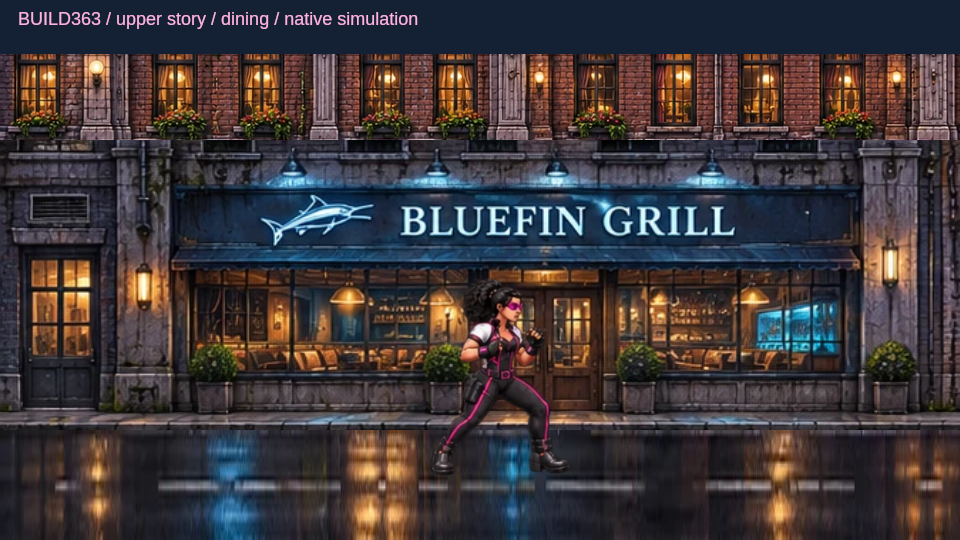 BUILD363 / upper story / dining / native simulation
BLUEFIN GRILL